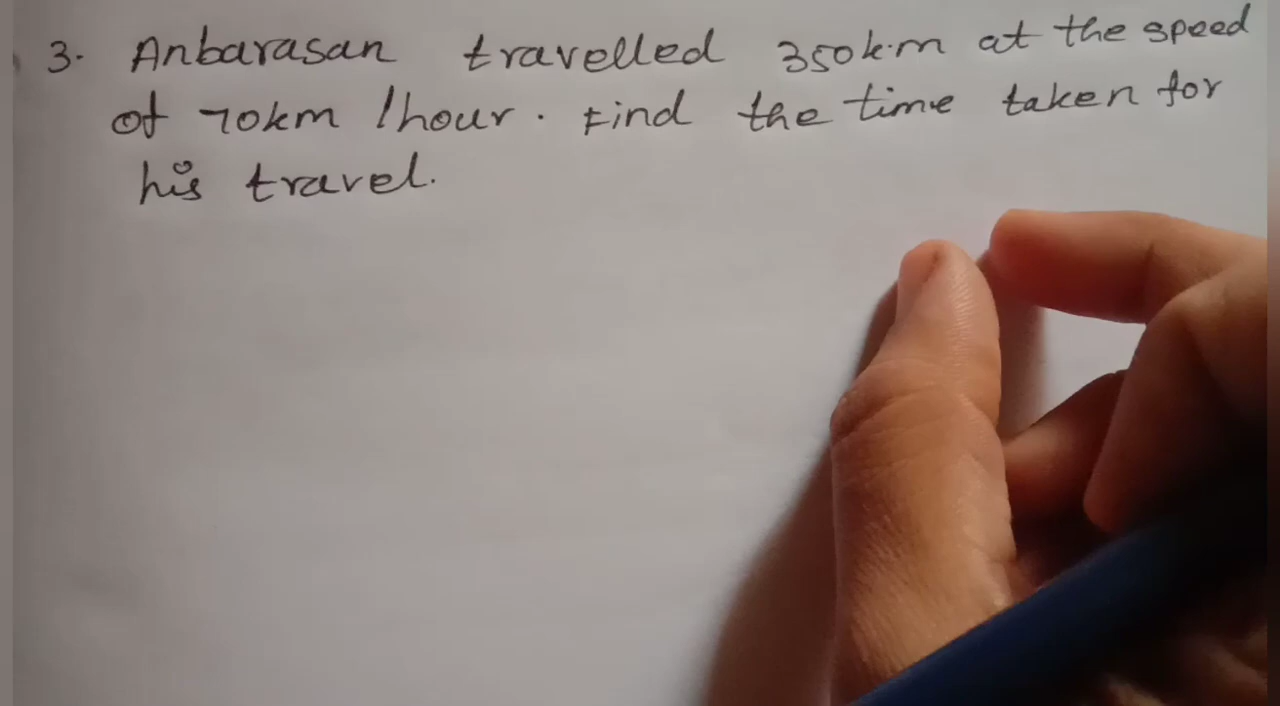 3. Anbarasan travelled 350km at the speed
of 70km /hour. Find the time taken for
his travel.